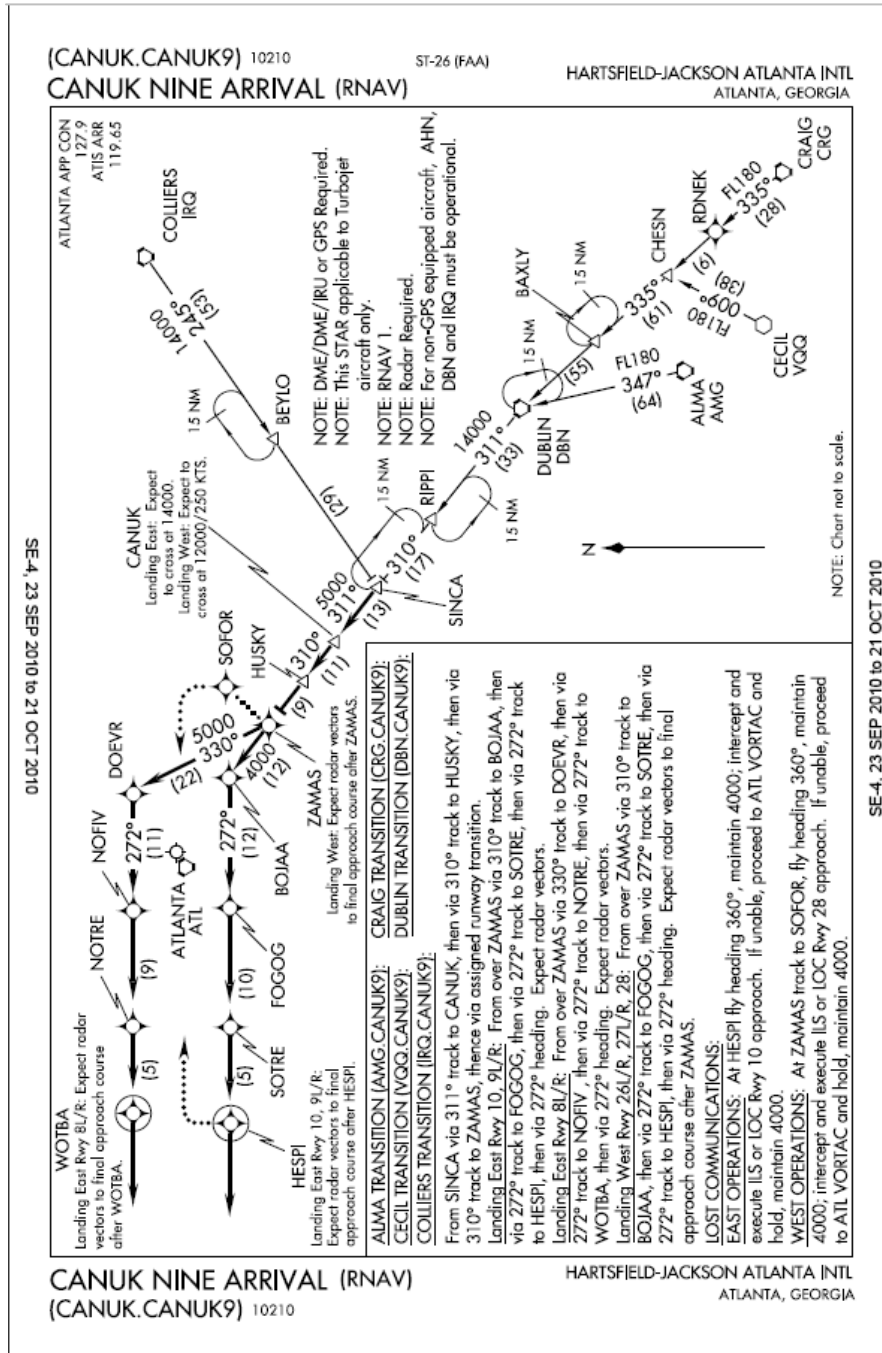 (CANUK.CANUK9) 10210
CANUK NINE ARRIVAL (RNAV)
ST-26 (FAA)
HARTSFIELD-JACKSON ATLANTA INTL
ATLANTA, GEORGIA
SE-4, 23 SEP 2010 to 21 OCT 2010
ATLANTA APP CON
127.9
ATIS ARR
119.65
COLLIERS
IRQ
14000
245°
(53)
15 NM
BEYLO
(29)
NOTE: DME/DME/IRU or GPS Required.
NOTE: This STAR applicable to Turbojet
aircraft only.
NOTE: RNAV 1.
NOTE: Radar Required.
NOTE: For non-GPS equipped aircraft, AHN,
DBN and IRQ must be operational.
CRAIG
CRG
FL180
335°
(28)
RDNEK
(6)
CHESN
FL180
009°
(38)
CECIL
VQQ
335°
(61)
BAXLY
15 NM
(55)
15 NM
FL180
347°
(64)
ALMA
AMG
DUBLIN
DBN
14000
311°
(33)
RIPPI
15 NM
310°
(17)
15 NM
SINCA
5000
311°
(13)
CANUK
Landing East: Expect
to cross at 14000.
Landing West: Expect to
cross at 12000/250 KTS.
310°
(11)
HUSKY
(9)
SOFOR
ZAMAS
Landing West: Expect radar vectors
to final approach course after ZAMAS.
5000
330°
(22)
DOEVR
4000
(12)
BOJAA
272°
(11)
NOFIV
272°
(12)
FOGOG
ATLANTA
ATL
(9)
NOTRE
(10)
SOTRE
(5)
(5)
WOTBA
Landing East Rwy 8L/R: Expect radar
vectors to final approach course
after WOTBA.
HESPI
Landing East Rwy 10, 9L/R:
Expect radar vectors to final
approach course after HESPI.
N
NOTE: Chart not to scale.
ALMA TRANSITION (AMG.CANUK9):
CECIL TRANSITION (VQQ.CANUK9):
COLLIERS TRANSITION (IRQ.CANUK9):
CRAIG TRANSITION (CRG.CANUK9):
DUBLIN TRANSITION (DBN.CANUK9):
From SINCA via 311° track to CANUK, then via 310° track to HUSKY, then via
310° track to ZAMAS, thence via assigned runway transition.
Landing East Rwy 10, 9L/R: From over ZAMAS via 310° track to BOJAA, then
via 272° track to FOGOG, then via 272° track to SOTRE, then via 272° track
to HESPI, then via 272° heading. Expect radar vectors.
Landing East Rwy 8L/R: From over ZAMAS via 330° track to DOEVR, then via
272° track to NOFIV , then via 272° track to NOTRE, then via 272° track to
WOTBA, then via 272° heading. Expect radar vectors.
Landing West Rwy 26L/R, 27L/R, 28: From over ZAMAS via 310° track to
BOJAA, then via 272° track to FOGOG, then via 272° track to SOTRE, then via
272° track to HESPI, then via 272° heading. Expect radar vectors to final
approach course after ZAMAS.
LOST COMMUNICATIONS:
EAST OPERATIONS: At HESPI fly heading 360°, maintain 4000; intercept and
execute ILS or LOC Rwy 10 approach. If unable, proceed to ATL VORTAC and
hold, maintain 4000.
WEST OPERATIONS: At ZAMAS track to SOFOR, fly heading 360°, maintain
4000; intercept and execute ILS or LOC Rwy 28 approach. If unable, proceed
to ATL VORTAC and hold, maintain 4000.
SE-4, 23 SEP 2010 to 21 OCT 2010
CANUK NINE ARRIVAL (RNAV)
(CANUK.CANUK9) 10210
HARTSFIELD-JACKSON ATLANTA INTL
ATLANTA, GEORGIA